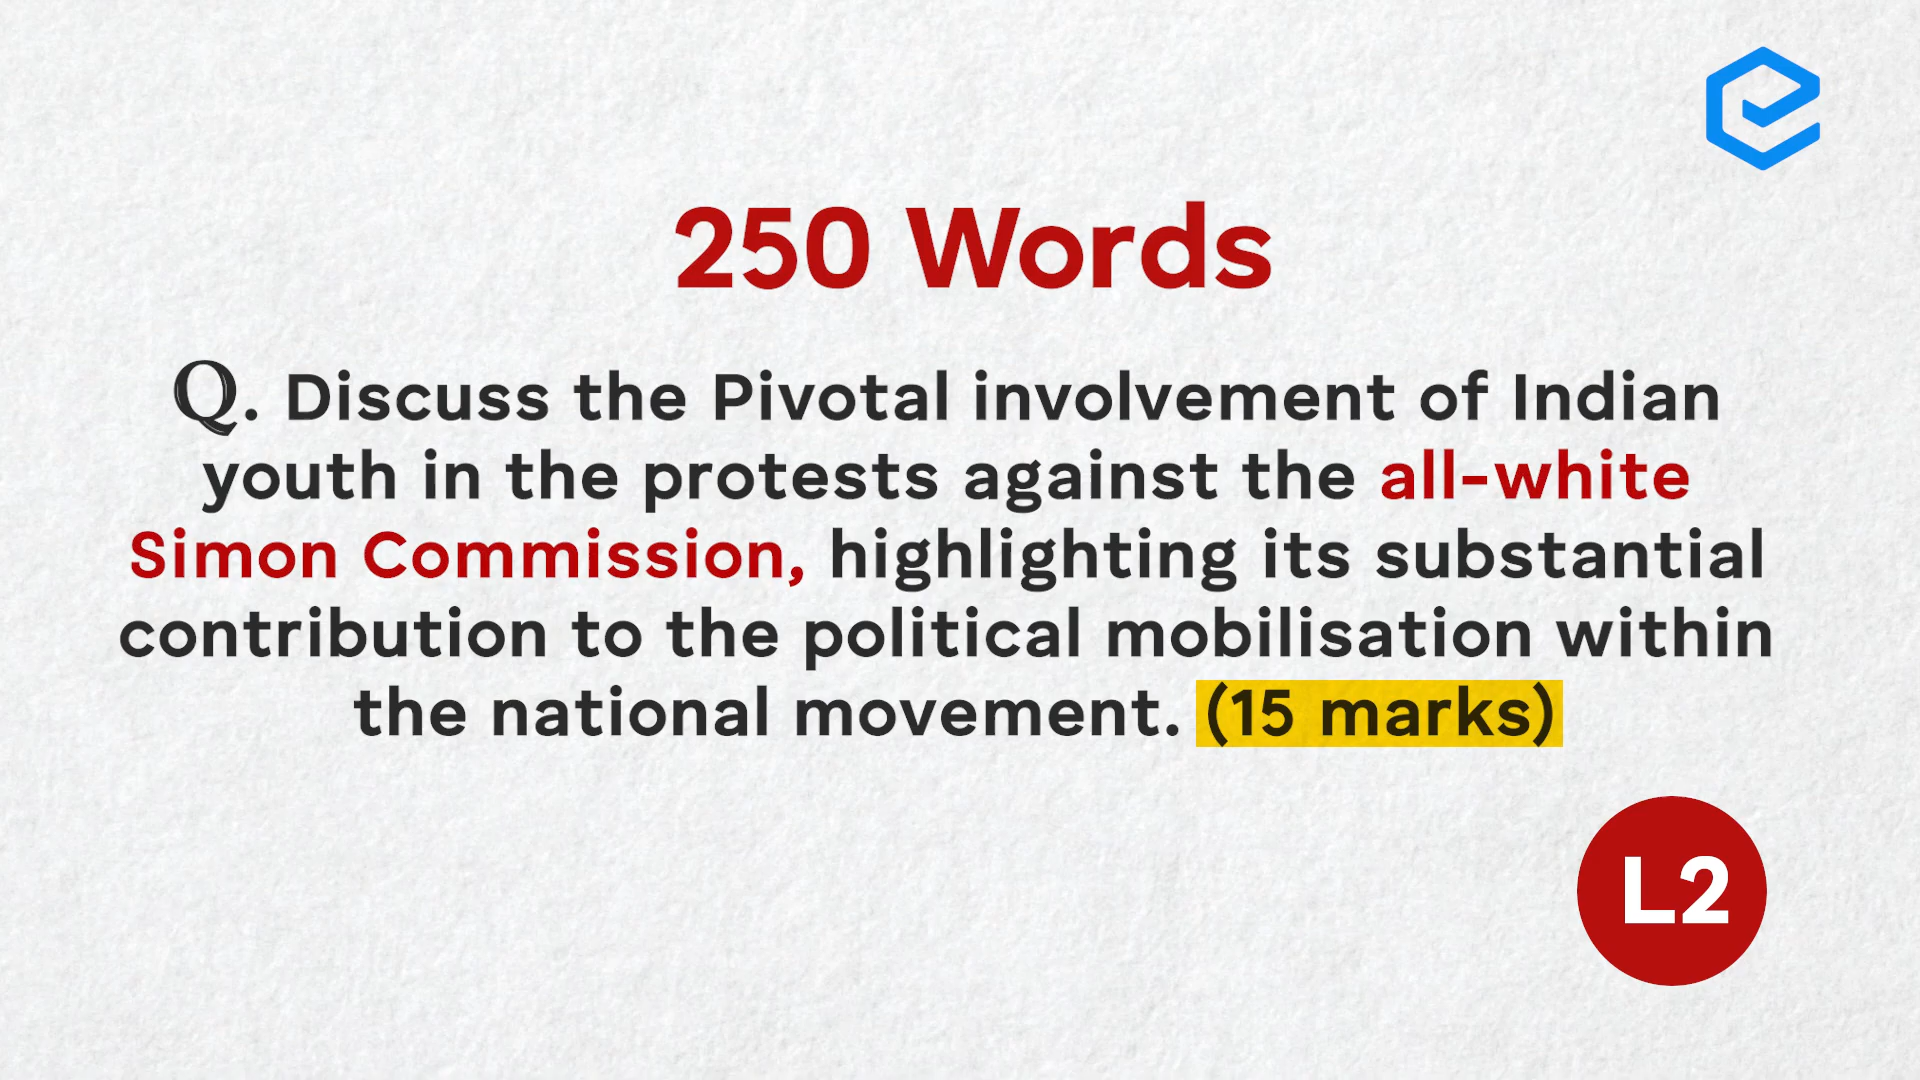 250 Words
Q. Discuss the Pivotal involvement of Indian
youth in the protests against the all-white
Simon Commission, highlighting its substantial
contribution to the political mobilisation within
the national movement. (15 marks)
L2